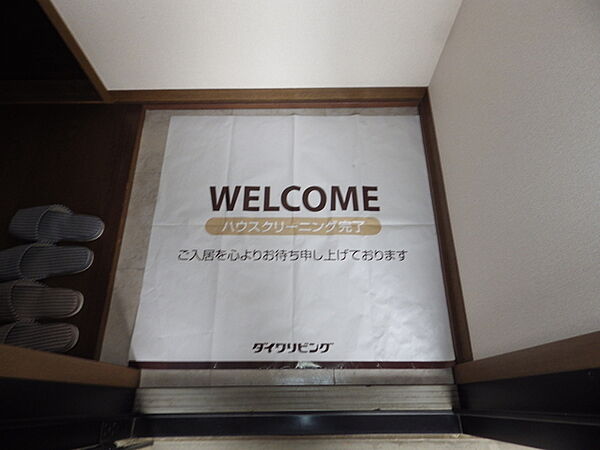 WELCOME
ハウスクリーニング完了
ご入居を心よりお待ち申し上げております
ダイワリビング